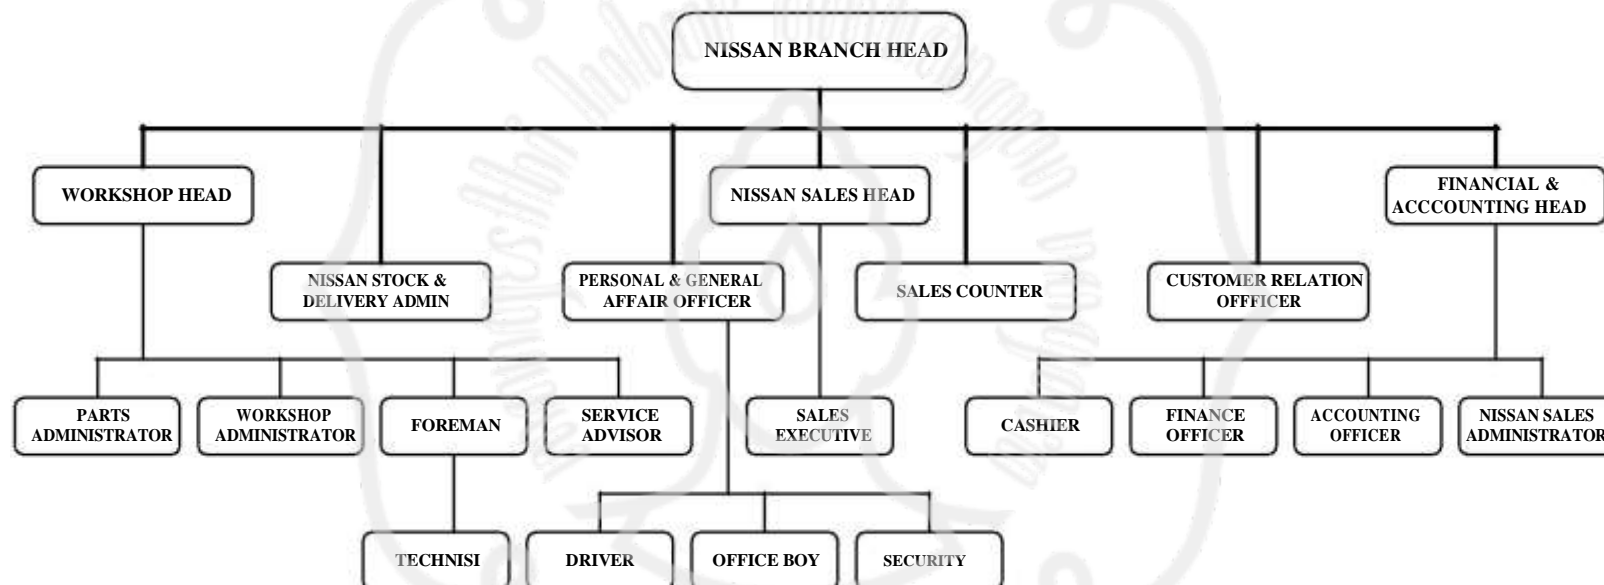 NISSAN BRANCH HEAD
WORKSHOP HEAD
NISSAN SALES HEAD
FINANCIAL &
ACCCOUNTING HEAD
NISSAN STOCK &
DELIVERY ADMIN
PERSONAL & GENERAL
AFFAIR OFFICER
SALES COUNTER
CUSTOMER RELATION
OFFFICER
PARTS
ADMINISTRATOR
WORKSHOP
ADMINISTRATOR
FOREMAN
SERVICE
ADVISOR
SALES
EXECUTIVE
CASHIER
FINANCE
OFFICER
ACCOUNTING
OFFICER
NISSAN SALES
ADMINISTRATOR
TECHNISI
DRIVER
OFFICE BOY
SECURITY